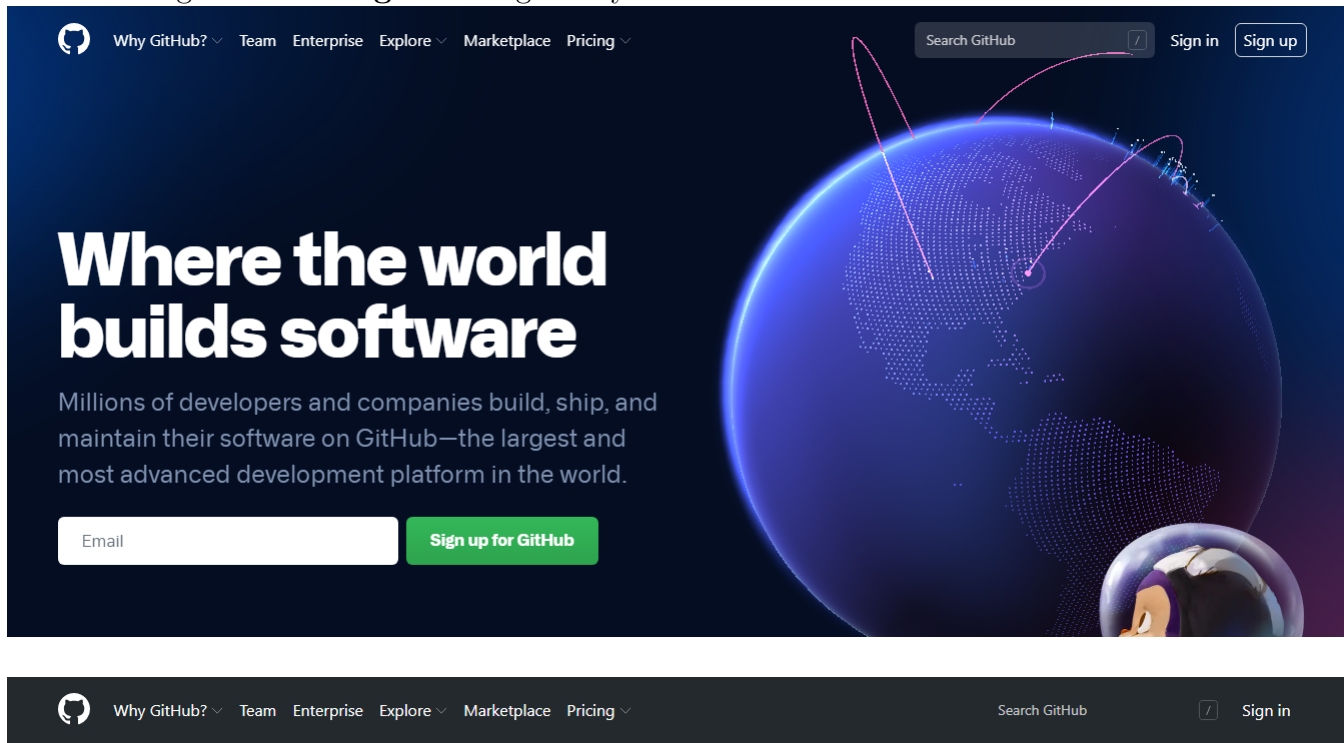 Why GitHub? Team Enterprise Explore Marketplace Pricing Search GitHub / Sign in Sign up
Where the world
builds software
Millions of developers and companies build, ship, and
maintain their software on GitHub—the largest and
most advanced development platform in the world.
Email Sign up for GitHub
Why GitHub? Team Enterprise Explore Marketplace Pricing Search GitHub / Sign in